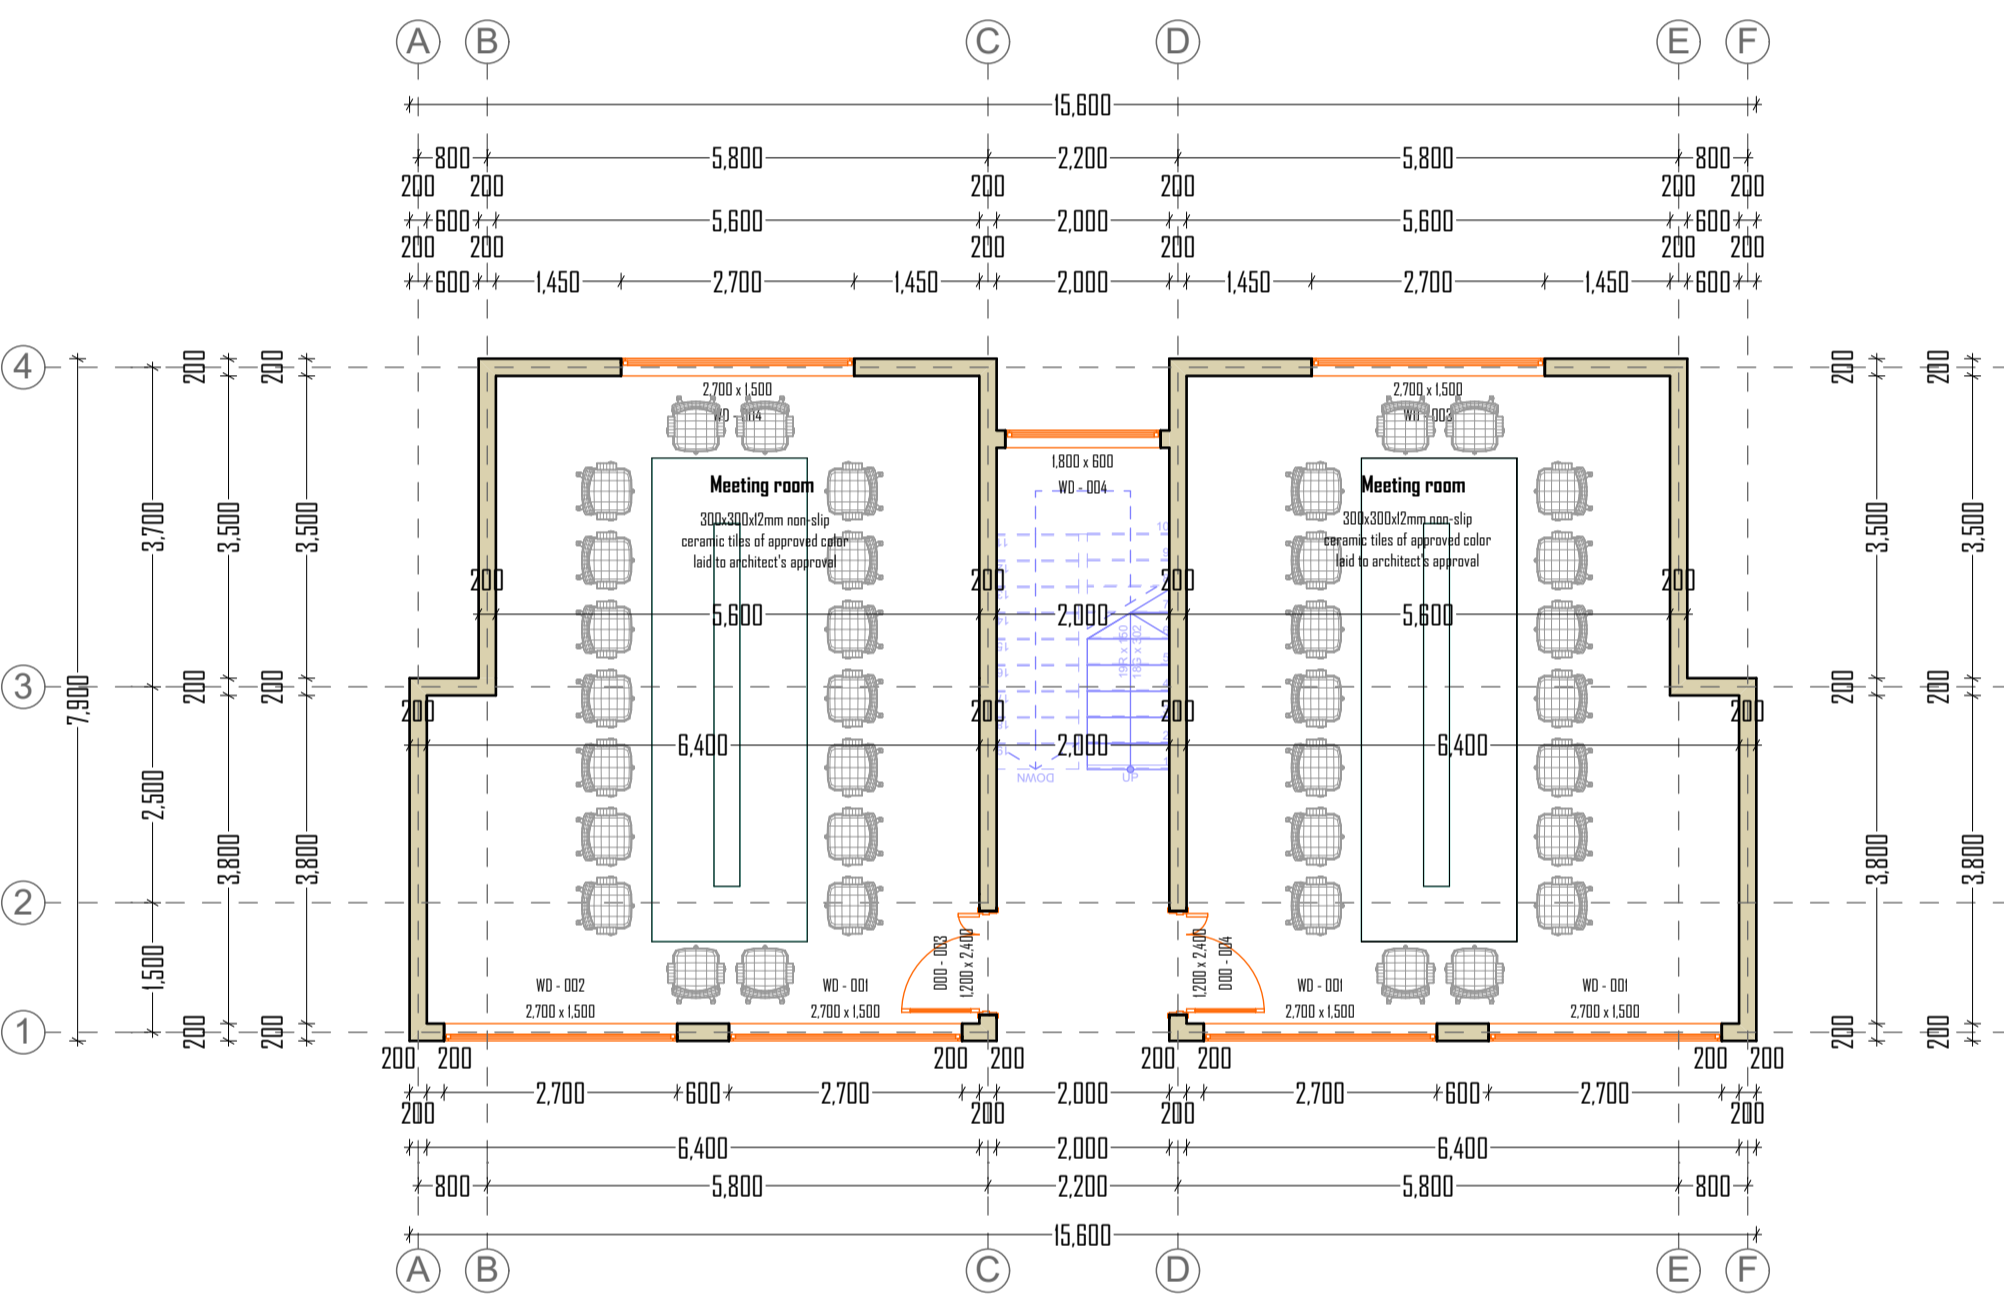 A B C D E F
15,600
800 5,800 2,200 5,800 800
200 200 200 200 200 200
600 5,600 2,000 5,600 600
200 200 200 200 200 200
600 1,450 2,700 1,450 2,000 1,450 2,700 1,450 600
4 200 200 200 200
2,700 x 1,500 2,700 x 1,500
WD - 003
1,800 x 600
WD - 004
Meeting room
300x300x12mm non-slip
ceramic tiles of approved color
laid to architect's approval
Meeting room
300x300x12mm non-slip
ceramic tiles of approved color
laid to architect's approval
7,900 3,700 3,500 3,500 3,500 3,500
200 200 200 200
5,600 2,000 5,600
19R x 150
18G x 302
3 200 200 200 200
200 200 200 200
6,400 2,000 6,400
DOWN UP
2,500 3,800 3,800 3,800 3,800
2
1,500
DOO - 003
1,200 x 2,400
1,200 x 2,400
DOO - 004
WD - 002 WD - 001 WD - 001 WD - 001
2,700 x 1,500 2,700 x 1,500 2,700 x 1,500 2,700 x 1,500
1 200 200 200 200
200 200 200 200 200 200 200 200
2,700 600 2,700 2,000 2,700 600 2,700
200 200 200 200
6,400 2,000 6,400
800 5,800 2,200 5,800 800
15,600
A B C D E F